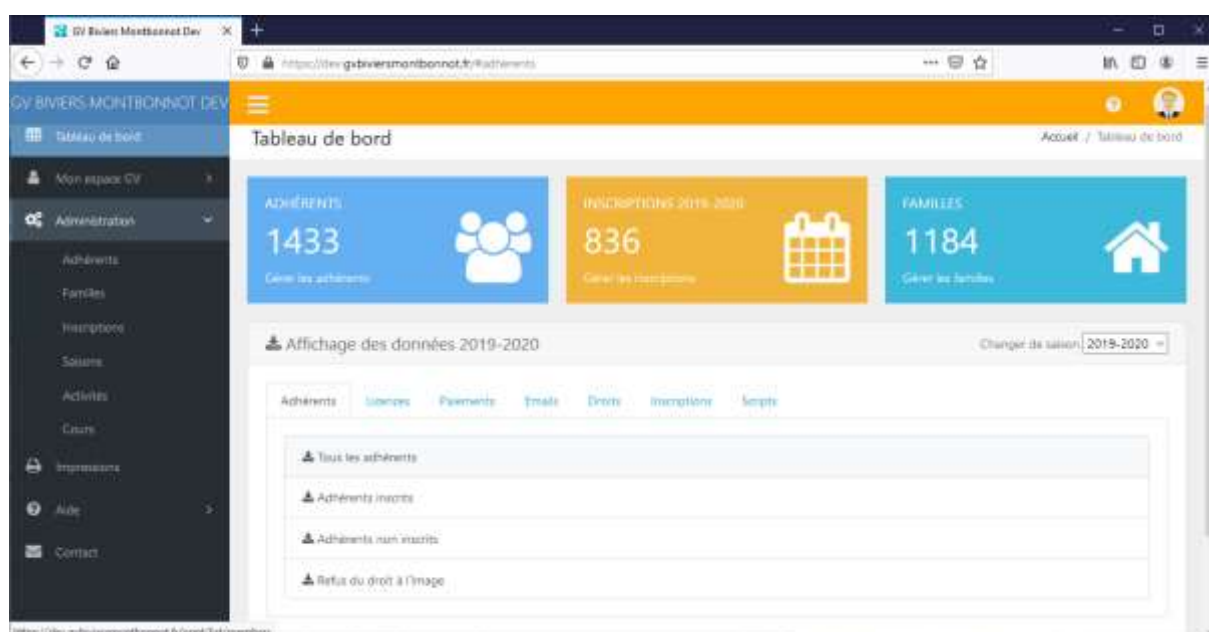 GV Biviers Montbonnot Dev
https://dev.gvbiviersmontbonnot.fr/#adherents
GV BIVIERS MONTBONNOT DEV
Tableau de bord
Mon espace GV
Administration
Adhérents
Familles
Inscriptions
Saisons
Activités
Cours
Impressions
Aide
Contact
Tableau de bord
Accueil / Tableau de bord
ADHÉRENTS
1433
Gérer les adhérents
INSCRIPTIONS 2019-2020
836
Gérer les inscriptions
FAMILLES
1184
Gérer les familles
Affichage des données 2019-2020
Changer de saison 2019-2020
Adhérents Licences Paiements Emails Droits Inscriptions Scripts
Tous les adhérents
Adhérents inscrits
Adhérents non inscrits
Refus du droit à l'image